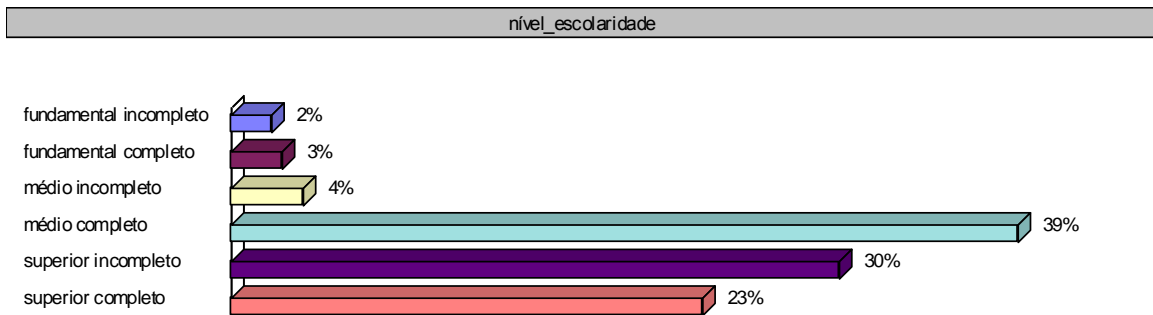 nível_escolaridade
fundamental incompleto 2%
fundamental completo 3%
médio incompleto 4%
médio completo 39%
superior incompleto 30%
superior completo 23%